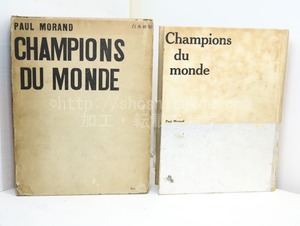 PAUL MORAND
CHAMPIONS
DU MONDE
Champions
du
monde
Paul Morand